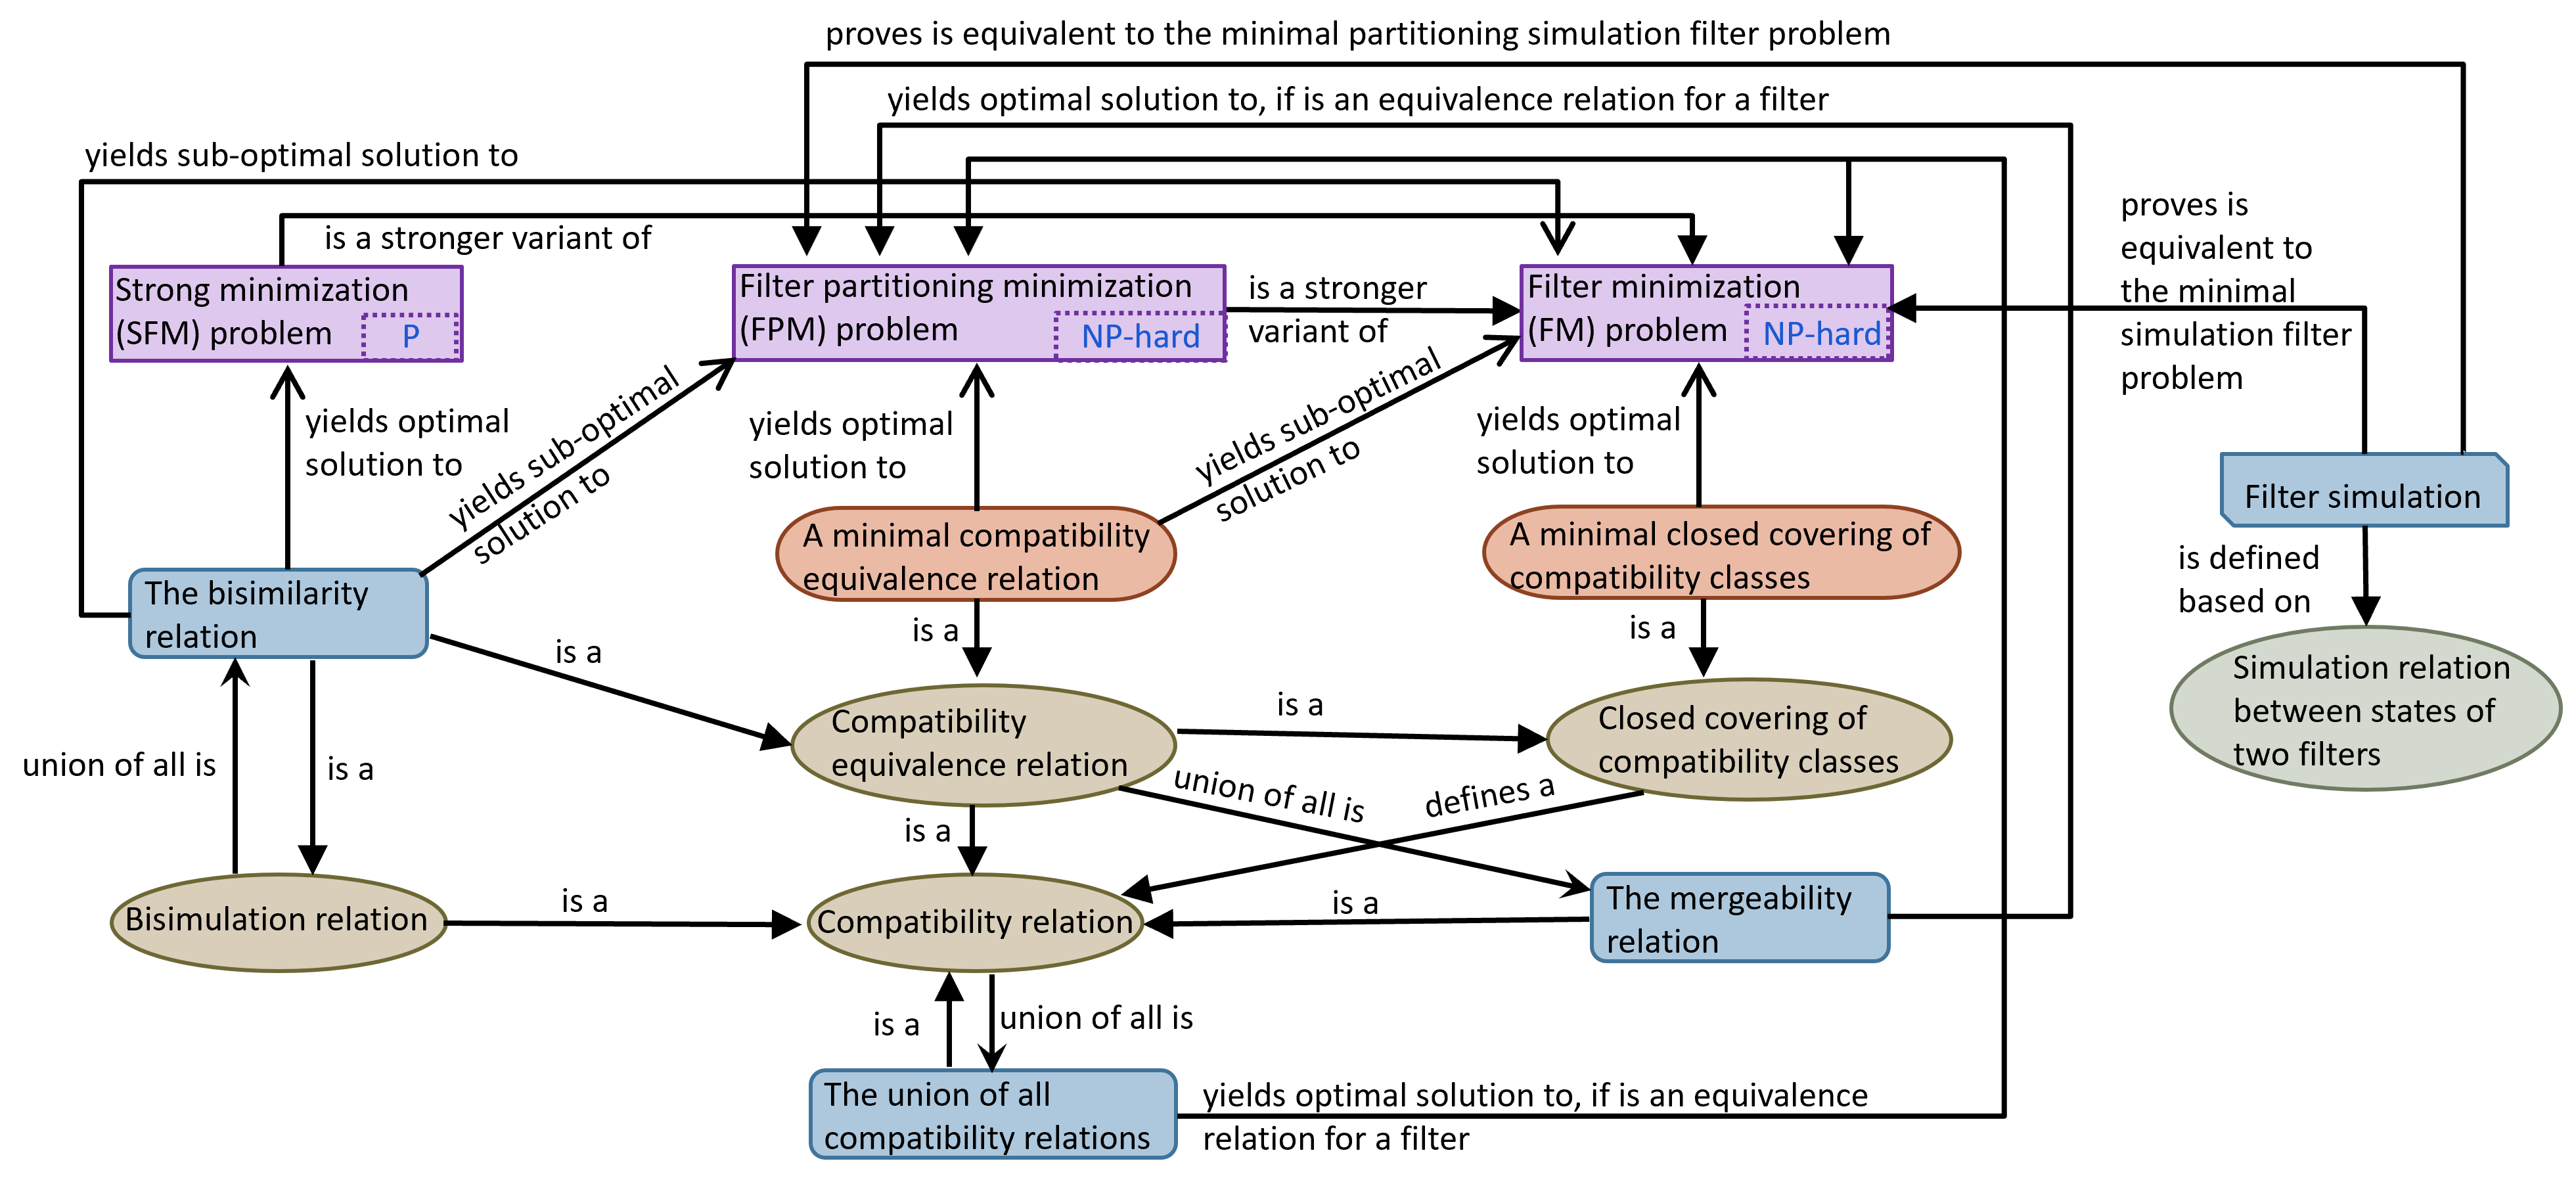 proves is equivalent to the minimal partitioning simulation filter problem
yields optimal solution to, if is an equivalence relation for a filter
yields sub-optimal solution to
is a stronger variant of
proves is
equivalent to
the minimal
simulation filter
problem
Strong minimization
(SFM) problem
P
Filter partitioning minimization
(FPM) problem
NP-hard
is a stronger
variant of
Filter minimization
(FM) problem
NP-hard
yields optimal
solution to
yields sub-optimal
solution to
yields optimal
solution to
yields sub-optimal
solution to
yields optimal
solution to
Filter simulation
is defined
based on
A minimal compatibility
equivalence relation
A minimal closed covering of
compatibility classes
The bisimilarity
relation
is a
is a
is a
Simulation relation
between states of
two filters
Compatibility
equivalence relation
is a
Closed covering of
compatibility classes
union of all is
is a
union of all is
defines a
is a
Bisimulation relation
is a
Compatibility relation
is a
The mergeability
relation
is a
union of all is
The union of all
compatibility relations
yields optimal solution to, if is an equivalence
relation for a filter